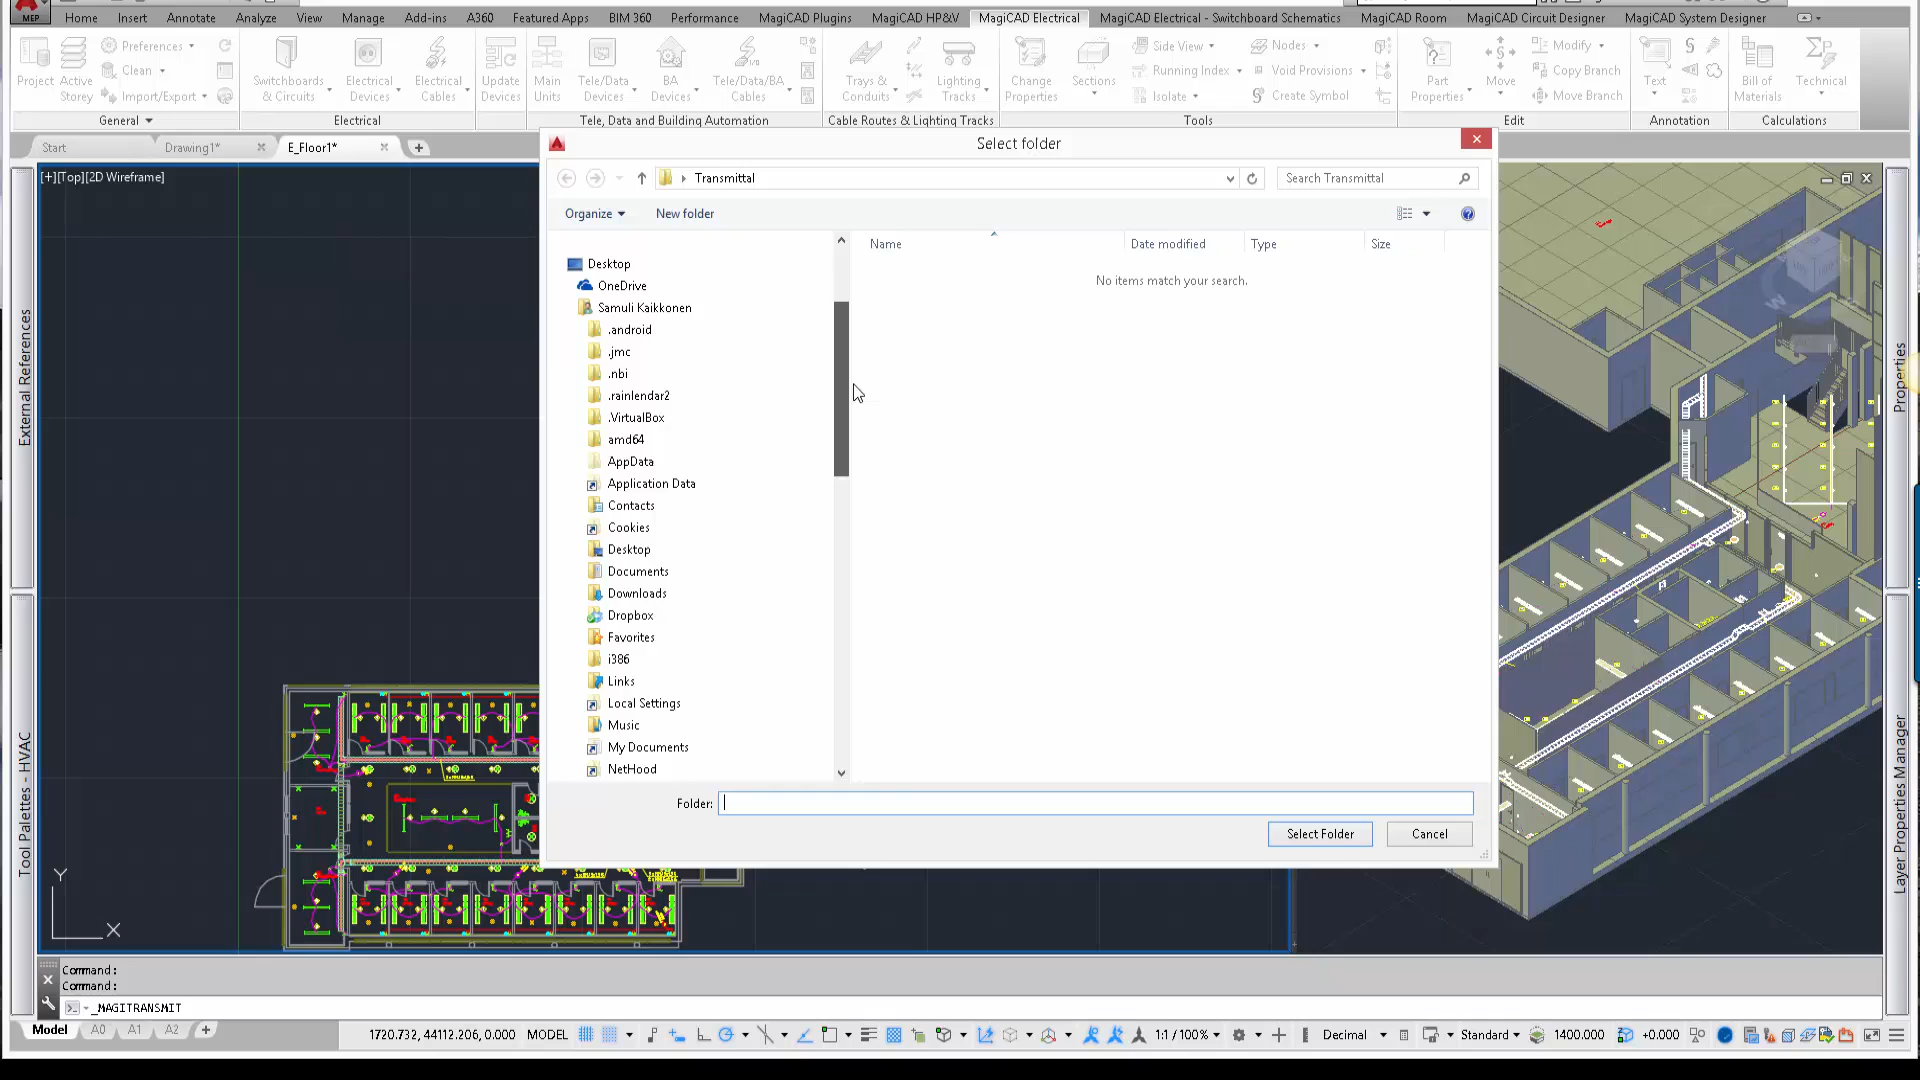 MEP
Home Insert Annotate Analyze View Manage Add-ins A360 Featured Apps BIM 360 Performance MagiCAD Plugins MagiCAD HP&V MagiCAD Electrical MagiCAD Electrical - Switchboard Schematics MagiCAD Room MagiCAD Circuit Designer MagiCAD System Designer
Preferences
Clean
Import/Export
Project
Active Storey
Switchboards & Circuits
Electrical Devices
Electrical Cables
Update Devices
Main Units
Tele/Data Devices
BA Devices
Tele/Data/BA Cables
Trays & Conduits
Lighting Tracks
Change Properties
Sections
Side View
Running Index
Isolate
Nodes
Void Provisions
Create Symbol
Part Properties
Move
Modify
Copy Branch
Move Branch
Text
Bill of Materials
Technical
General Electrical Tele, Data and Building Automation Cable Routes & Lighting Tracks Tools Edit Annotation Calculations
Start Drawing1* E_Floor1*
[+][Top][2D Wireframe]
External References
Tool Palettes - HVAC
Select folder
Transmittal
Search Transmittal
Organize New folder
Name Date modified Type Size
No items match your search.
Desktop
OneDrive
Samuli Kaikkonen
.android
.jmc
.nbi
.rainlendar2
.VirtualBox
amd64
AppData
Application Data
Contacts
Cookies
Desktop
Documents
Downloads
Dropbox
Favorites
i386
Links
Local Settings
Music
My Documents
NetHood
Folder:
Select Folder Cancel
Properties
Layer Properties Manager
W
Y
X
Command:
Command:
_MAGITRANSMIT
Model A0 A1 A2
1720.732, 44112.206, 0.000 MODEL 1:1 / 100% Decimal Standard 1400.000 +0.000